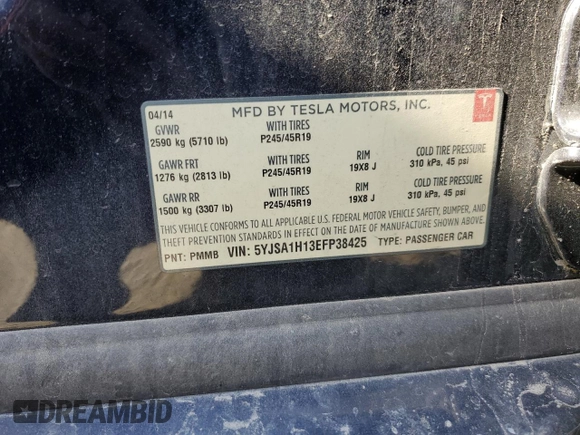 04/14 MFD BY TESLA MOTORS, INC. TESLA
GVWR WITH TIRES
2590 kg (5710 lb) P245/45R19
GAWR FRT WITH TIRES RIM COLD TIRE PRESSURE
1276 kg (2813 lb) P245/45R19 19X8 J 310 kPa, 45 psi
GAWR RR WITH TIRES RIM COLD TIRE PRESSURE
1500 kg (3307 lb) P245/45R19 19X8 J 310 kPa, 45 psi
THIS VEHICLE CONFORMS TO ALL APPLICABLE U.S. FEDERAL MOTOR VEHICLE SAFETY, BUMPER, AND
THEFT PREVENTION STANDARDS IN EFFECT ON THE DATE OF MANUFACTURE SHOWN ABOVE.
PNT: PMMB VIN: 5YJSA1H13EFP38425 TYPE: PASSENGER CAR
DREAMBID